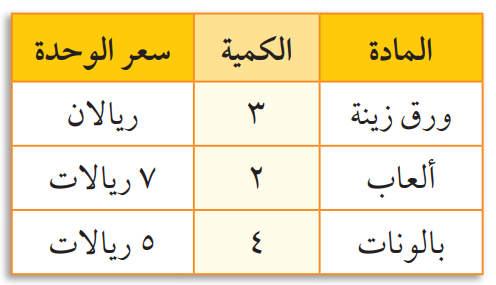 المادة الكمية سعر الوحدة
ورق زينة ٣ ريالان
ألعاب ٢ ٧ ريالات
بالونات ٤ ٥ ريالات